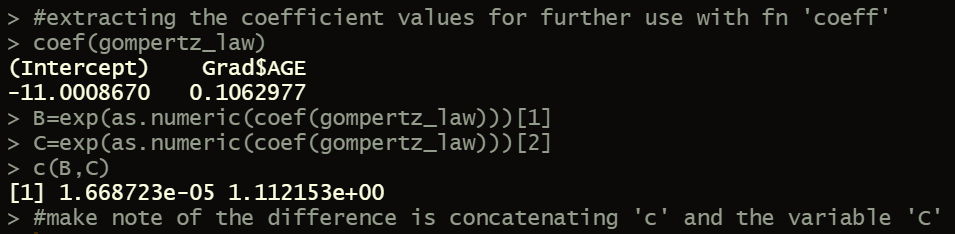 > #extracting the coefficient values for further use with fn 'coeff'
> coef(gompertz_law)
(Intercept)    Grad$AGE
-11.0008670   0.1062977
> B=exp(as.numeric(coef(gompertz_law)))[1]
> C=exp(as.numeric(coef(gompertz_law)))[2]
> c(B,C)
[1] 1.668723e-05 1.112153e+00
> #make note of the difference is concatenating 'c' and the variable 'C'